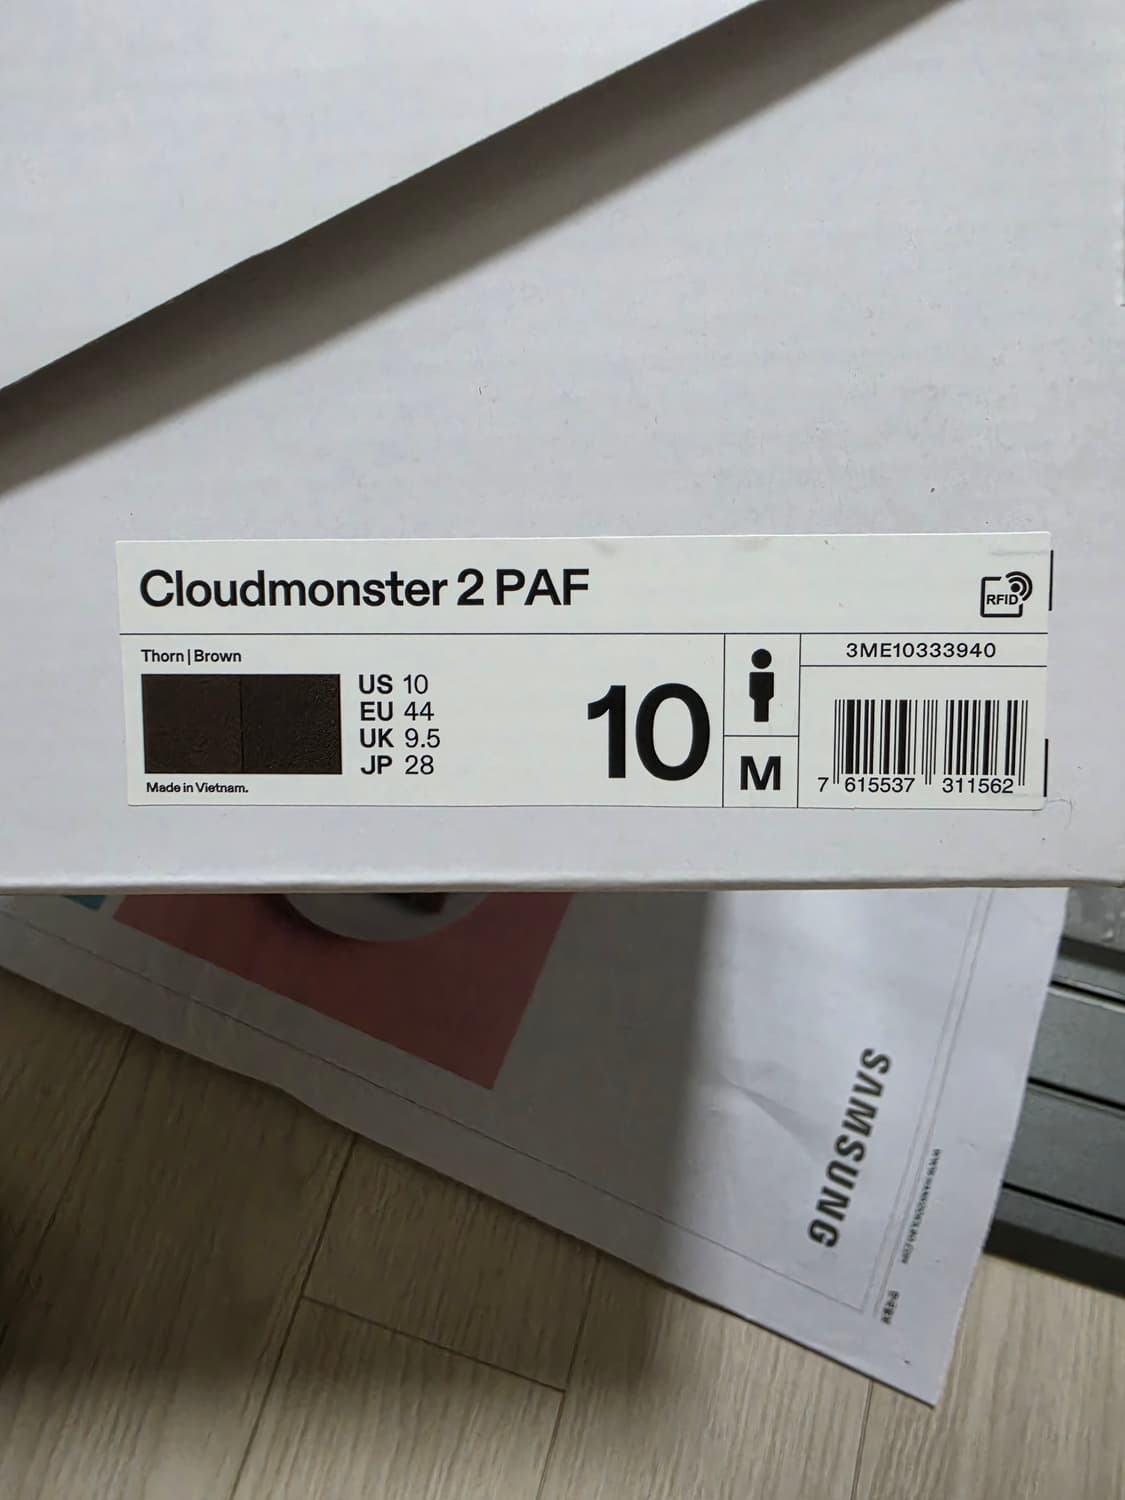 Cloudmonster 2 PAF
RFID
Thorn | Brown
US 10
EU 44
UK 9.5
JP 28
Made in Vietnam.
10
M
3ME10333940
7 615537 311562
SAMSUNG